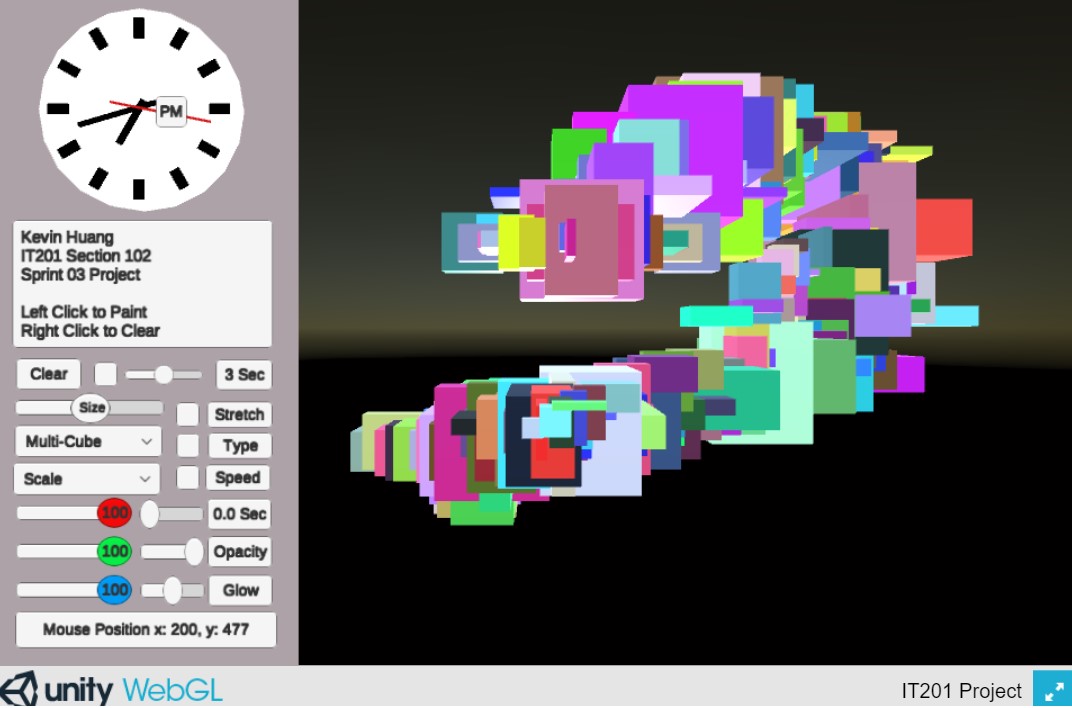 PM
Kevin Huang
IT201 Section 102
Sprint 03 Project
Left Click to Paint
Right Click to Clear
Clear
3 Sec
Size
Stretch
Multi-Cube
Type
Scale
Speed
100
0.0 Sec
100
Opacity
100
Glow
Mouse Position x: 200, y: 477
unity WebGL
IT201 Project